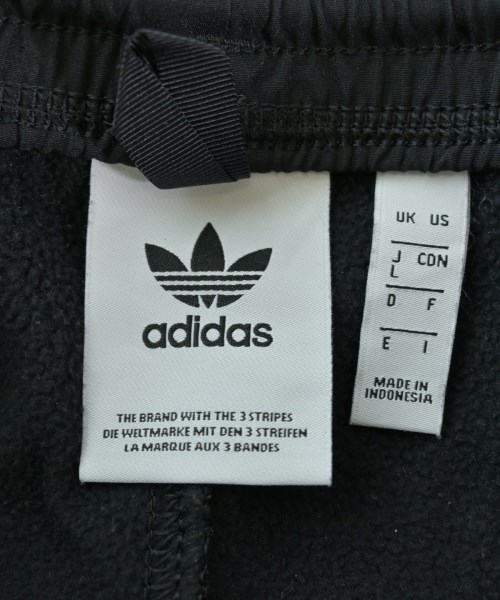 adidas
THE BRAND WITH THE 3 STRIPES
DIE WELTMARKE MIT DEN 3 STREIFEN
LA MARQUE AUX 3 BANDES
UK US
J CDN
L
D F
E I
MADE IN
INDONESIA